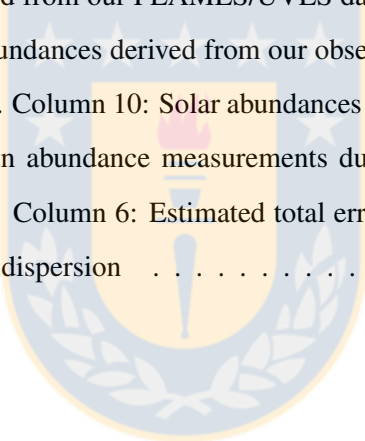 d from our FLAMES/UVES da
undances derived from our obse
. Column 10: Solar abundances
n abundance measurements du
Column 6: Estimated total err
dispersion . . . . . . . . . .